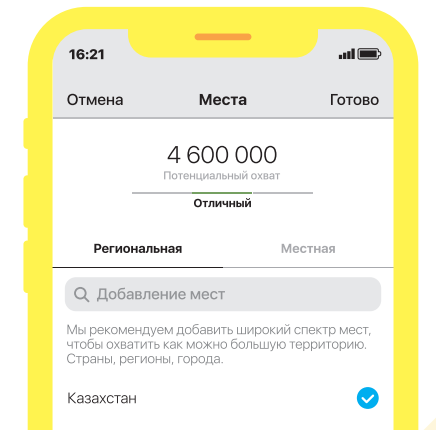 16:21
Отмена Места Готово
4 600 000
Потенциальный охват
Отличный
Региональная Местная
Добавление мест
Мы рекомендуем добавить широкий спектр мест,
чтобы охватить как можно большую территорию.
Страны, регионы, города.
Казахстан